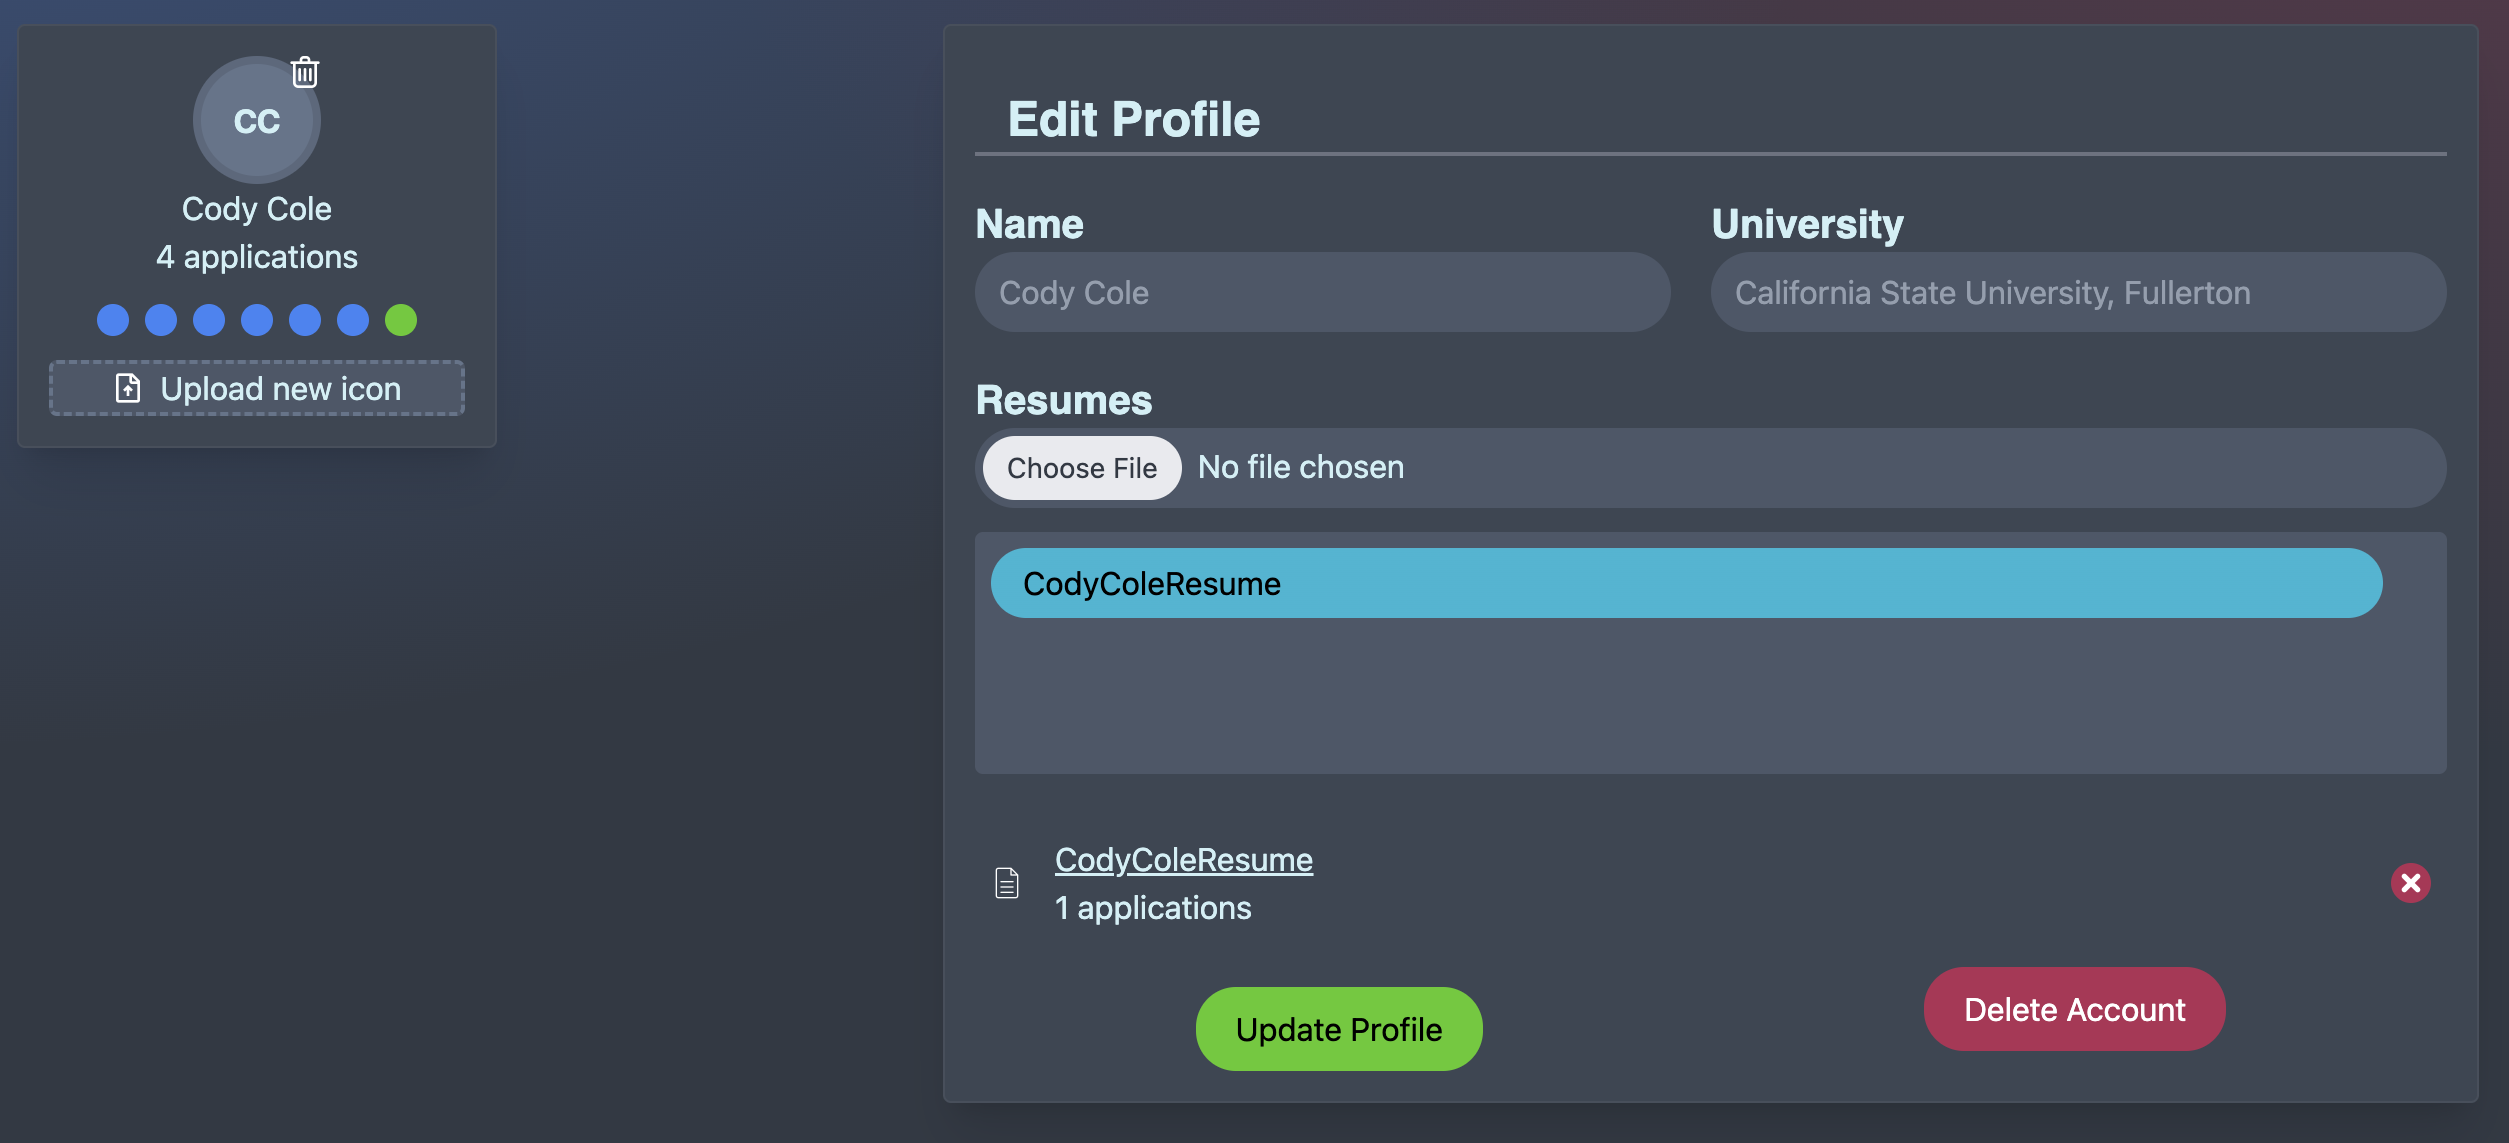 CC
Cody Cole
4 applications
Upload new icon
Edit Profile
Name
University
Cody Cole
California State University, Fullerton
Resumes
Choose File No file chosen
CodyColeResume
CodyColeResume
1 applications
Update Profile
Delete Account